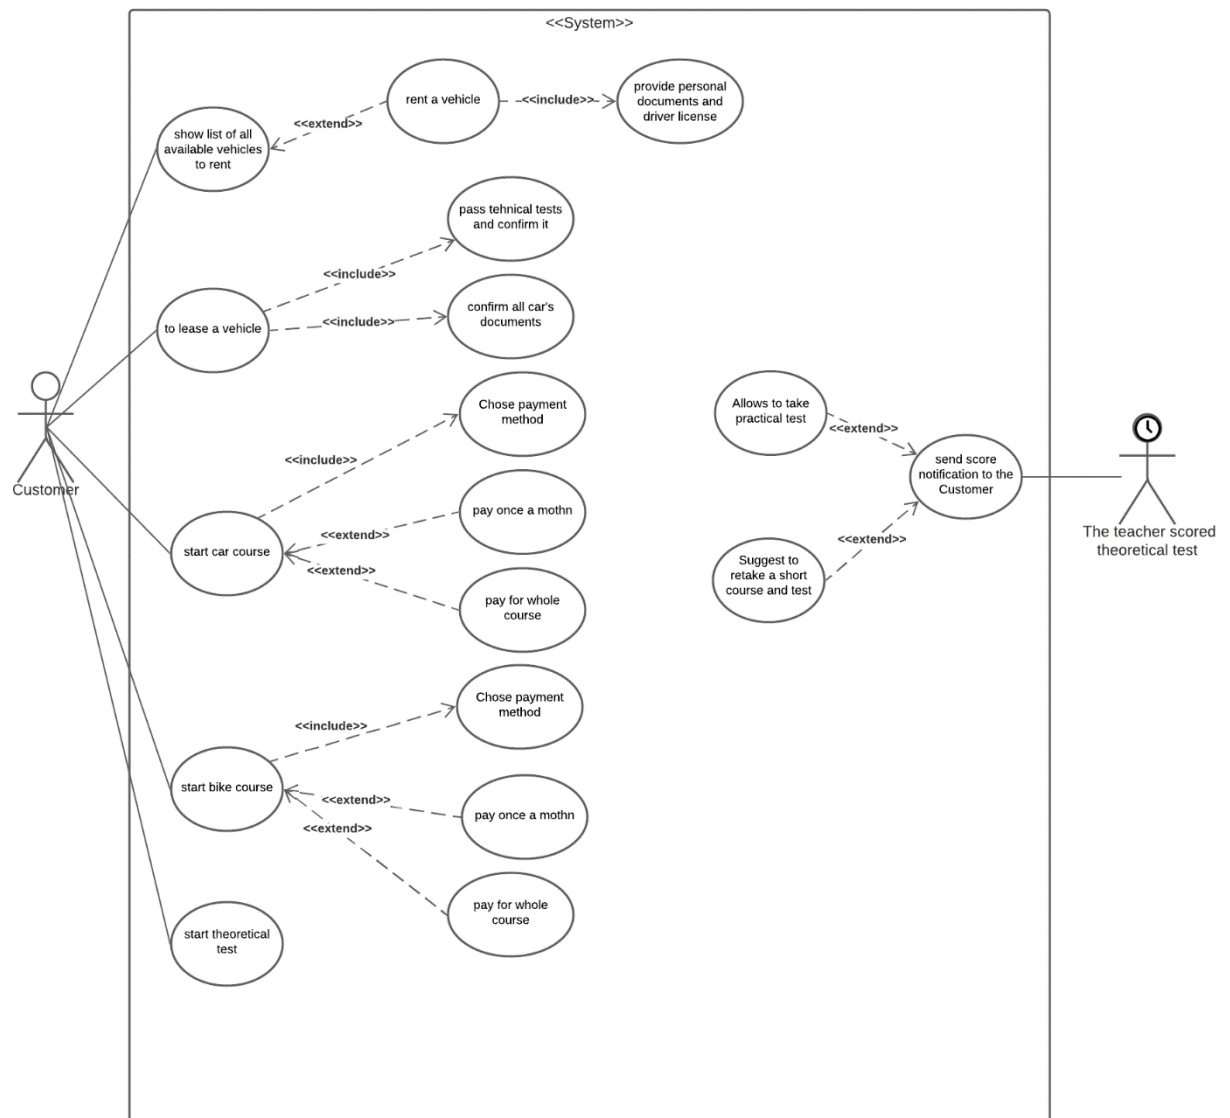 <<System>>
rent a vehicle
<<include>>
provide personal
documents and
driver license
<<extend>>
show list of all
available vehicles
to rent
pass tehnical tests
and confirm it
<<include>>
to lease a vehicle
<<include>>
confirm all car's
documents
Customer
Chose payment
method
<<include>>
start car course
<<extend>>
pay once a mothn
<<extend>>
pay for whole
course
Allows to take
practical test
<<extend>>
send score
notification to the
Customer
<<extend>>
Suggest to
retake a short
course and test
The teacher scored
theoretical test
Chose payment
method
<<include>>
start bike course
<<extend>>
pay once a mothn
<<extend>>
pay for whole
course
start theoretical
test